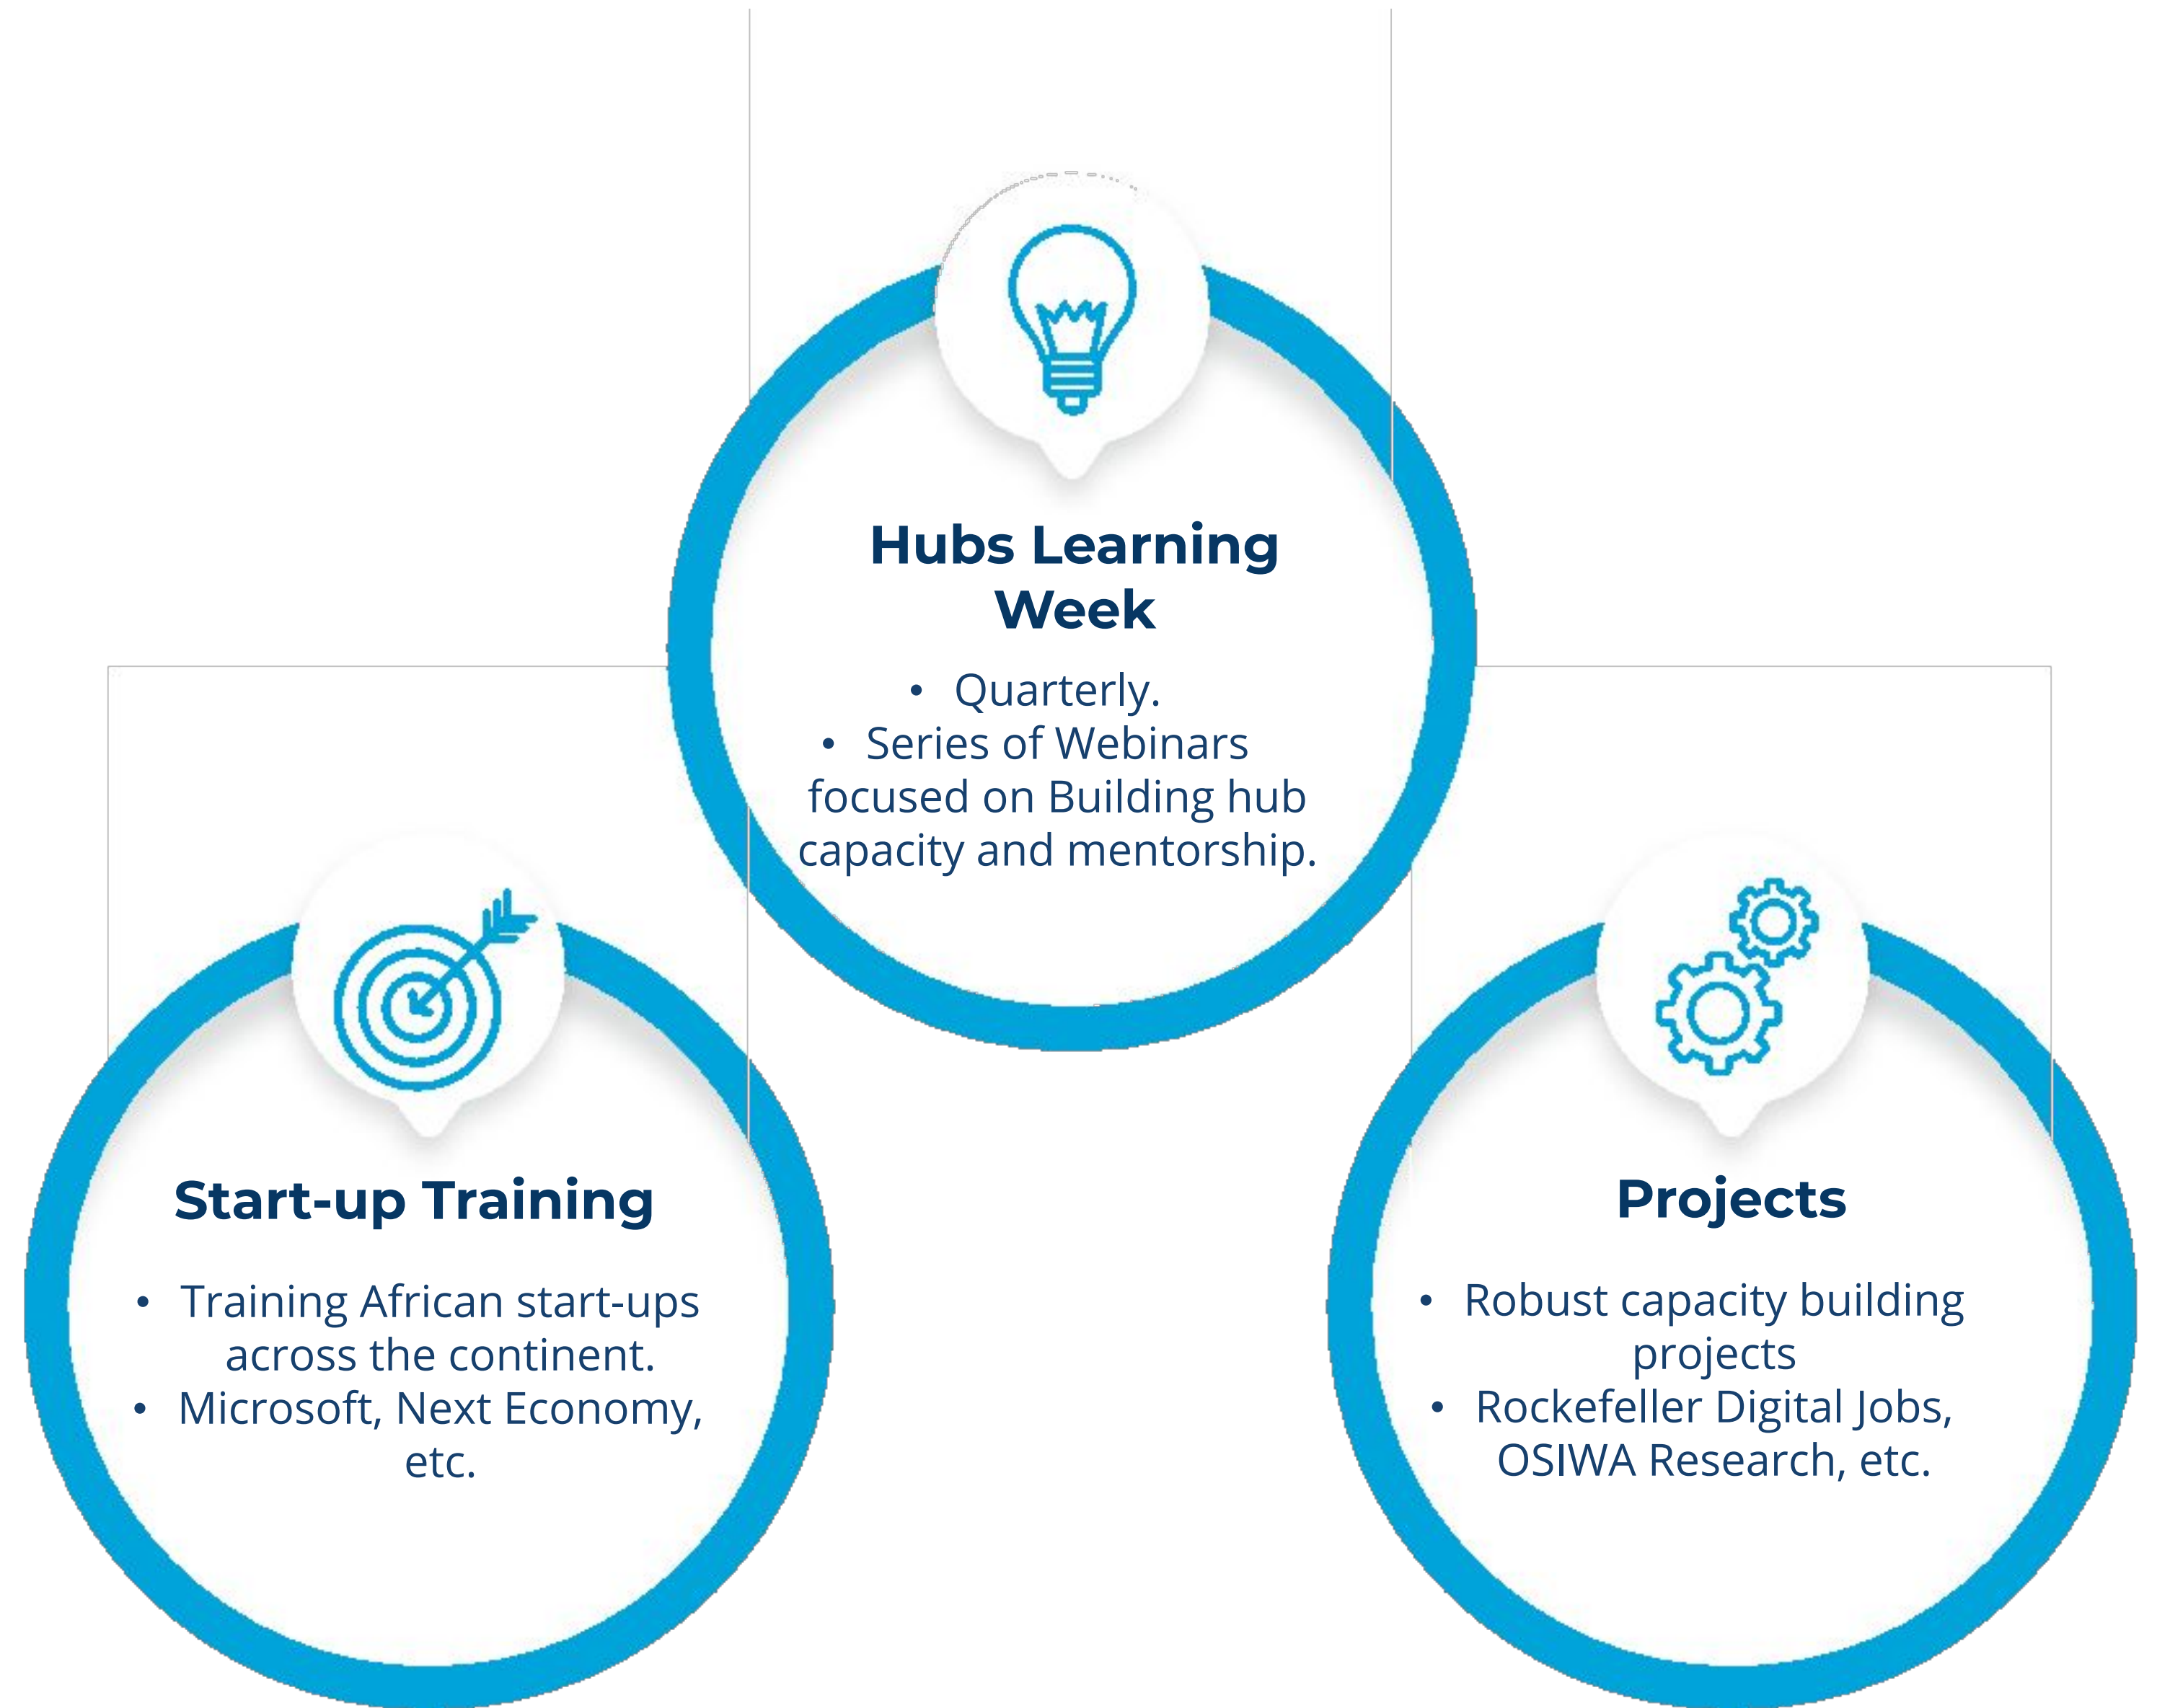 Hubs Learning
Week
• Quarterly.
• Series of Webinars
focused on Building hub
capacity and mentorship.
Start-up Training
• Training African start-ups
across the continent.
• Microsoft, Next Economy,
etc.
Projects
• Robust capacity building
projects
• Rockefeller Digital Jobs,
OSIWA Research, etc.